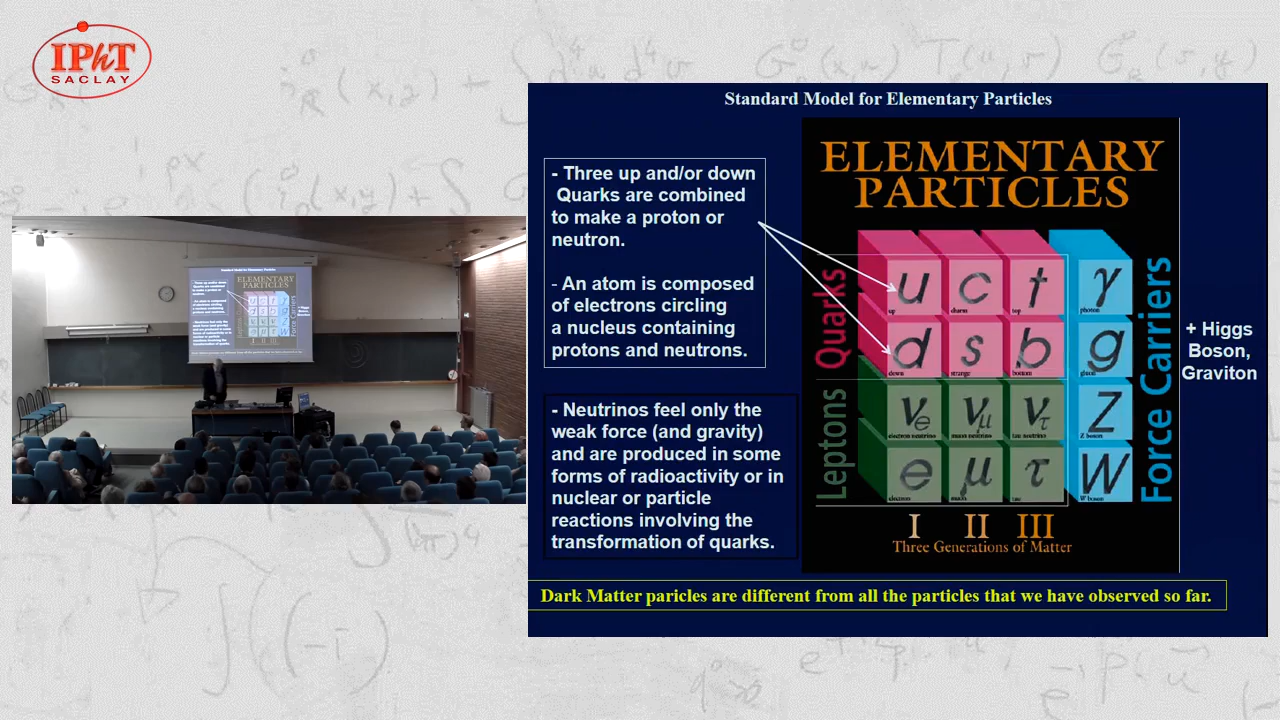 IPhT
SACLAY
Standard Model for Elementary Particles
- Three up and/or down
Quarks are combined
to make a proton or
neutron.
- An atom is composed
of electrons circling
a nucleus containing
protons and neutrons.
- Neutrinos feel only the
weak force (and gravity)
and are produced in some
forms of radioactivity or in
nuclear or particle
reactions involving the
transformation of quarks.
ELEMENTARY
PARTICLES
Quarks
Leptons
Force Carriers
u c t γ
up charm top photon
d s b g
down strange bottom gluon
νe νμ ντ Z
electron neutrino muon neutrino tau neutrino Z boson
e μ τ W
electron muon tau W boson
I II III
Three Generations of Matter
+ Higgs
Boson,
Graviton
Dark Matter paricles are different from all the particles that we have observed so far.